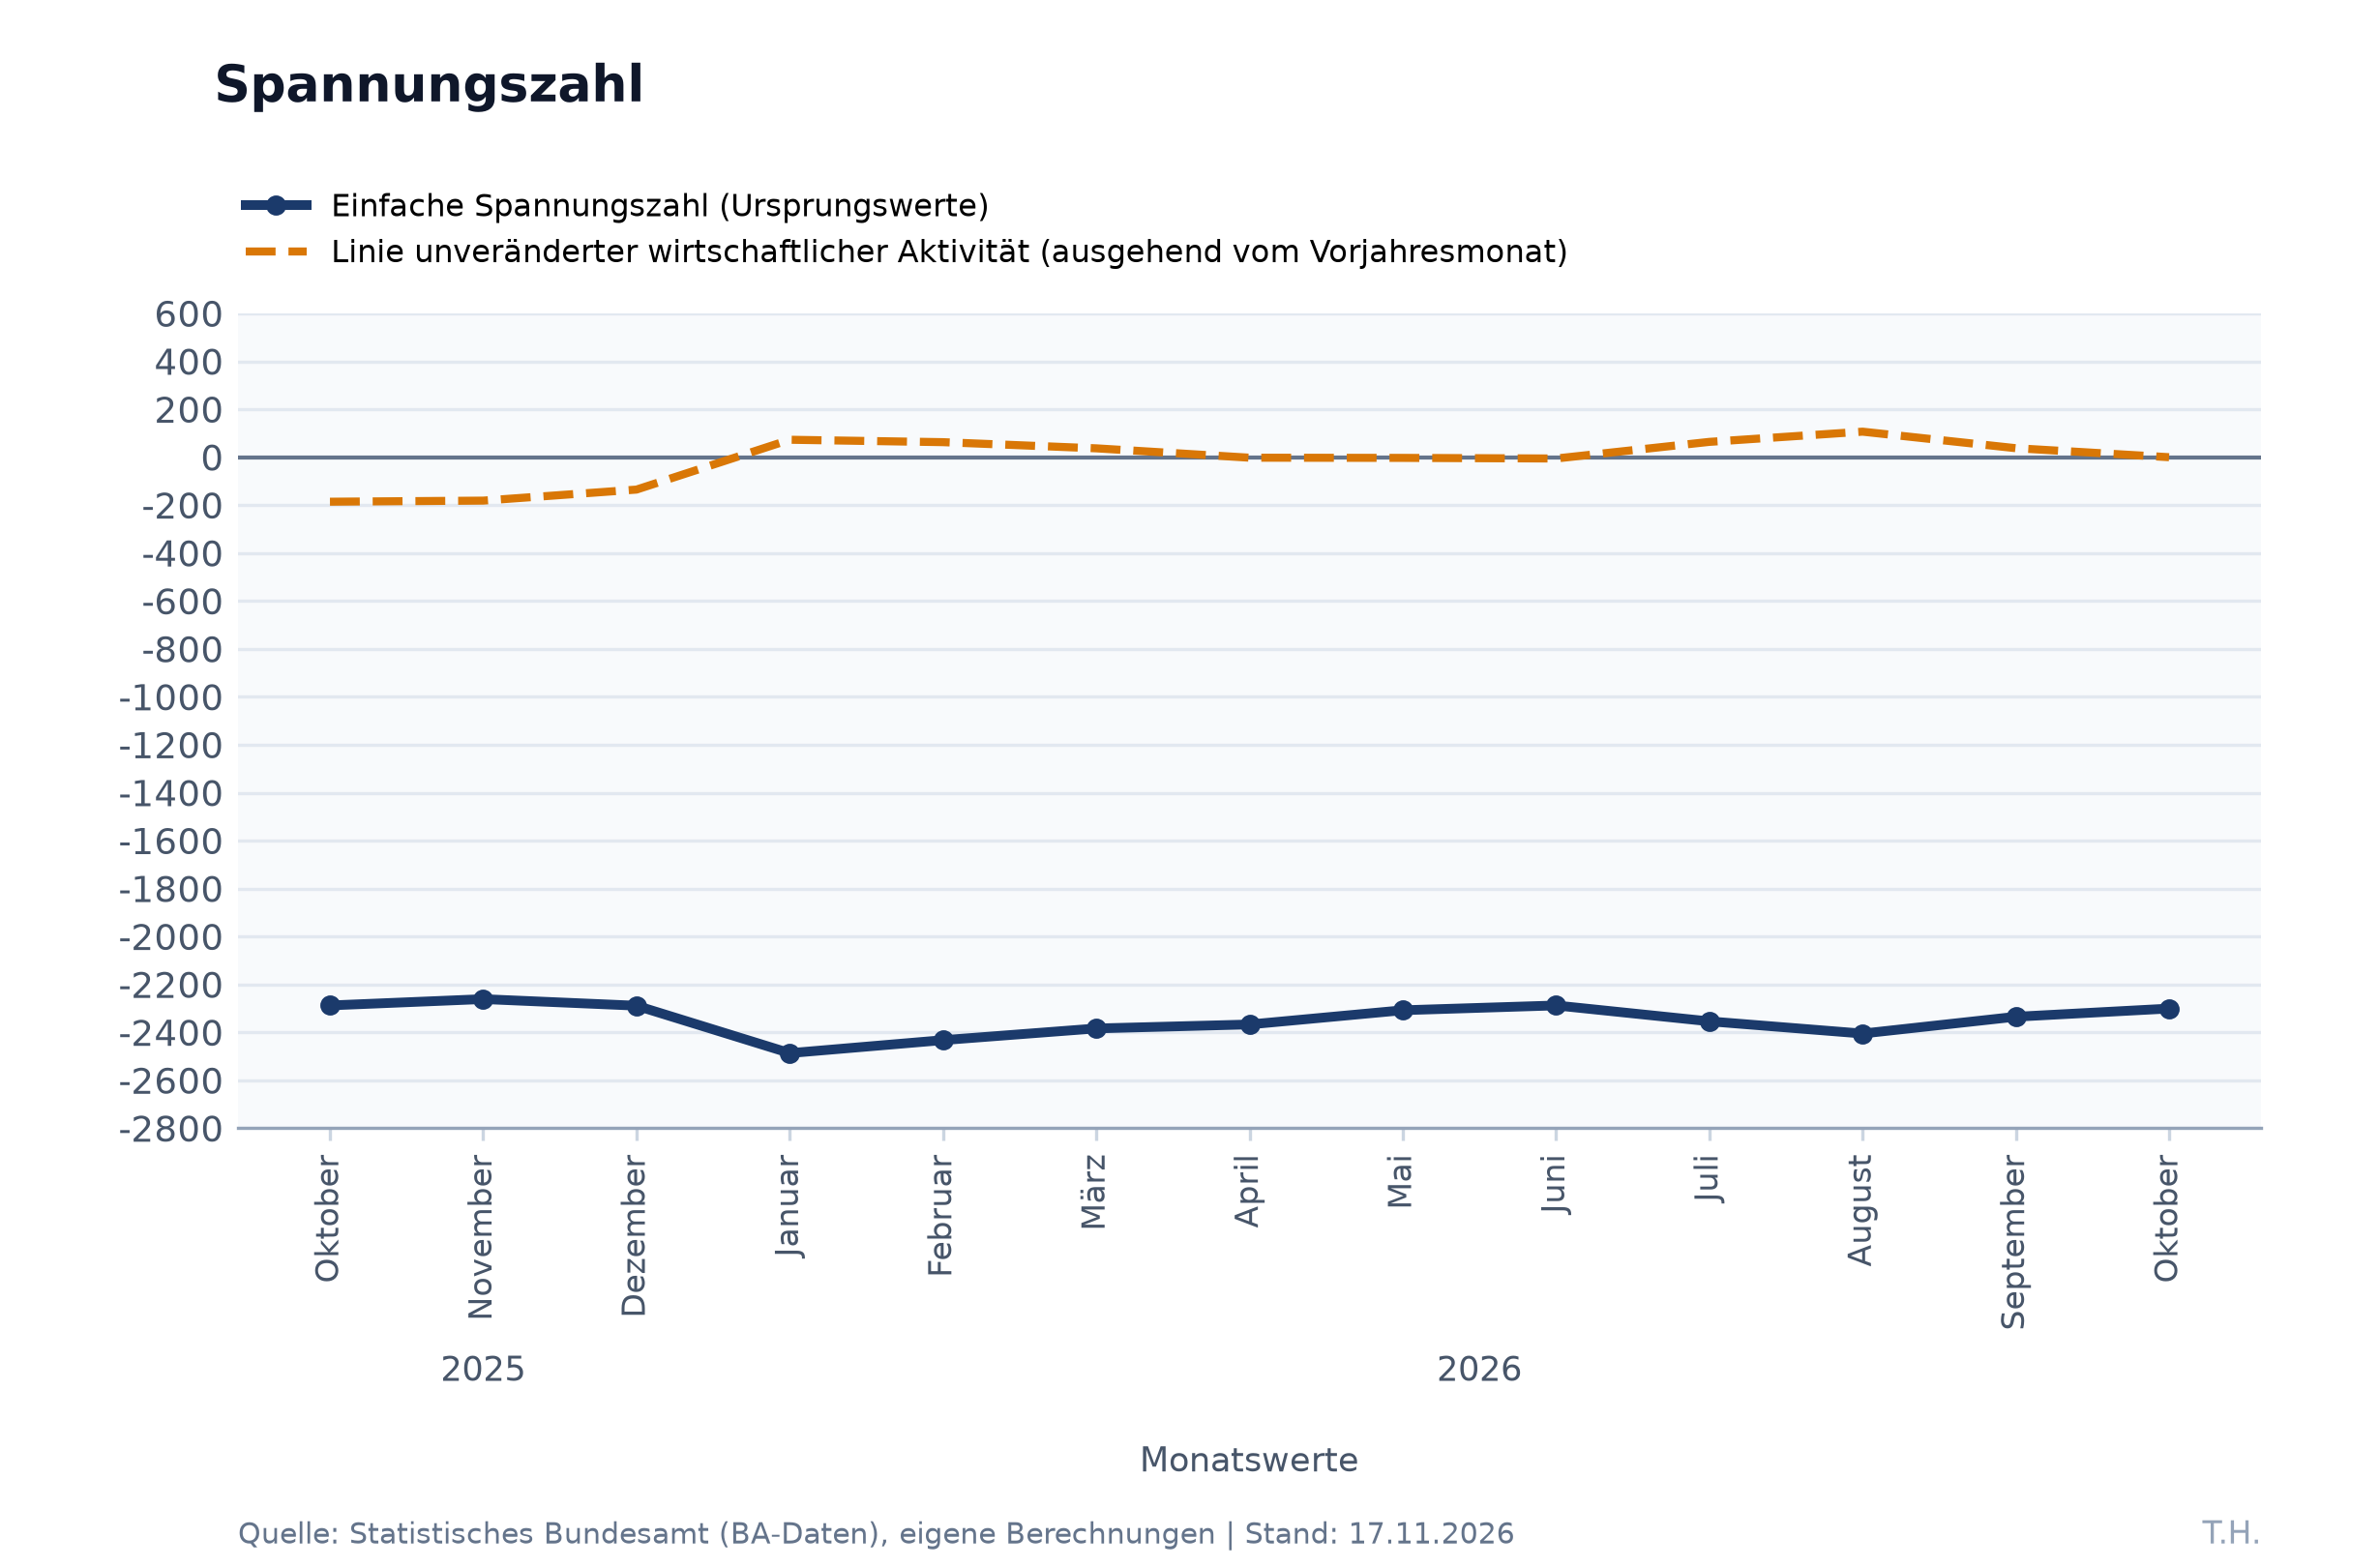 Spannungszahl
Einfache Spannungszahl (Ursprungswerte)
Linie unveränderter wirtschaftlicher Aktivität (ausgehend vom Vorjahresmonat)
600
400
200
0
-200
-400
-600
-800
-1000
-1200
-1400
-1600
-1800
-2000
-2200
-2400
-2600
-2800
Oktober
November
Dezember
Januar
Februar
März
April
Mai
Juni
Juli
August
September
Oktober
2025
2026
Monatswerte
Quelle: Statistisches Bundesamt (BA-Daten), eigene Berechnungen | Stand: 17.11.2026
T.H.